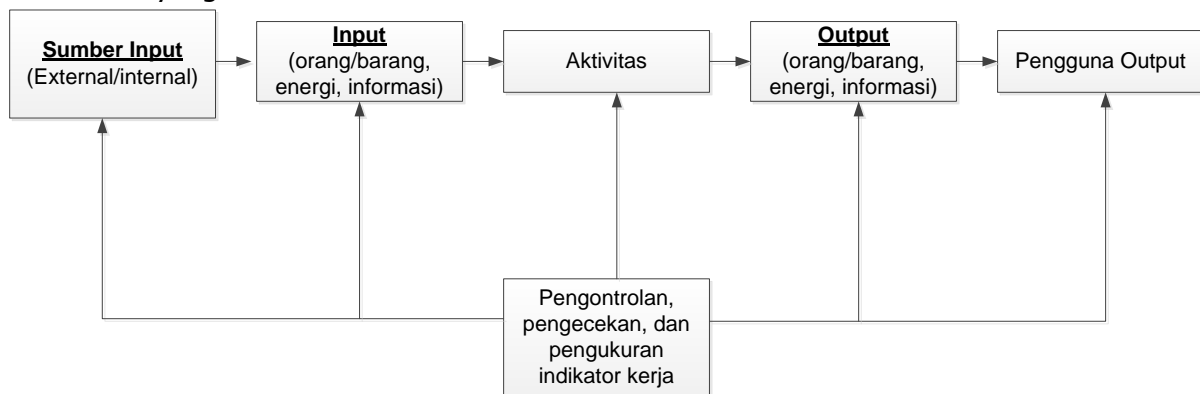 Sumber Input
(External/internal)
Input
(orang/barang,
energi, informasi)
Aktivitas
Output
(orang/barang,
energi, informasi)
Pengguna Output
Pengontrolan,
pengecekan, dan
pengukuran
indikator kerja